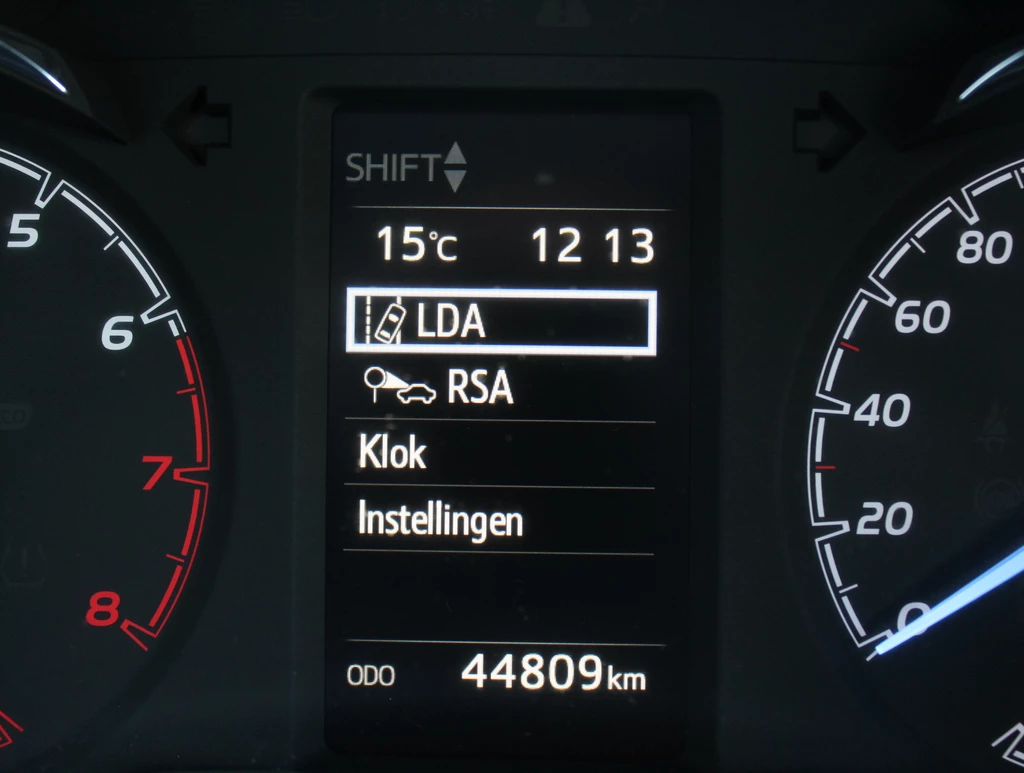 SHIFT
15°C 12 13
LDA
RSA
Klok
Instellingen
ODO 44809km
5
6
7
8
80
60
40
20
0